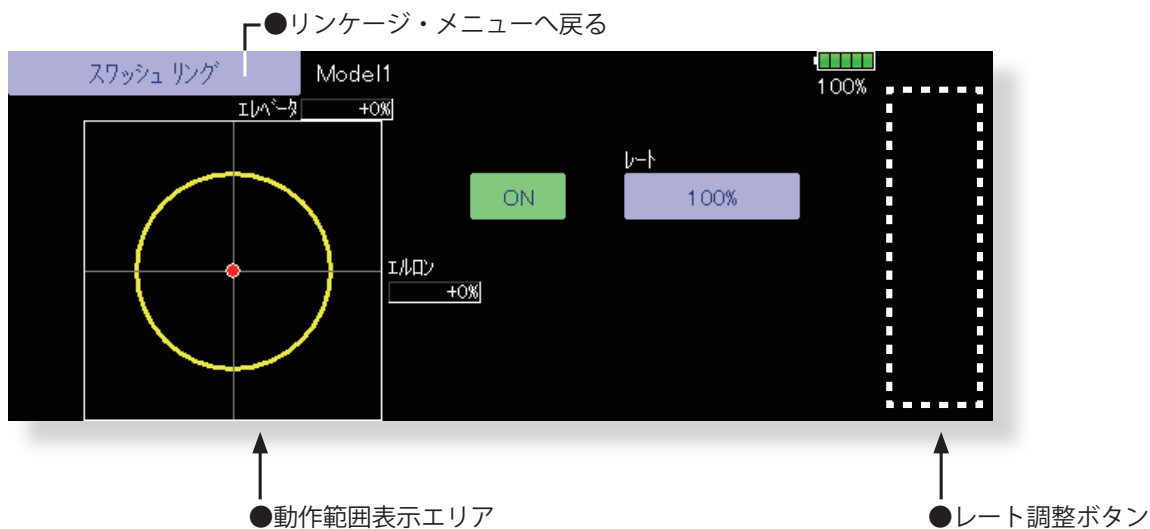 ●リンケージ・メニューへ戻る
スワッシュ リング
Model1
100%
エレベータ +0%
レート
ON
100%
エルロン
+0%
●動作範囲表示エリア
●レート調整ボタン